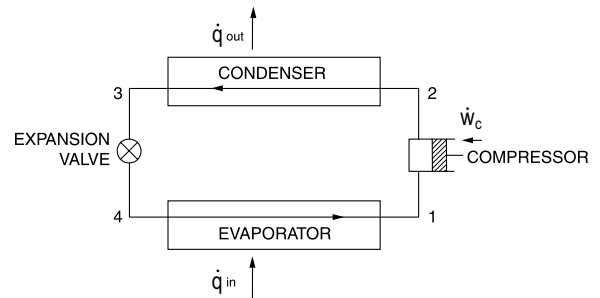 q̇ out
CONDENSER
3
2
ẇc
EXPANSION
VALVE
COMPRESSOR
4
1
EVAPORATOR
q̇ in